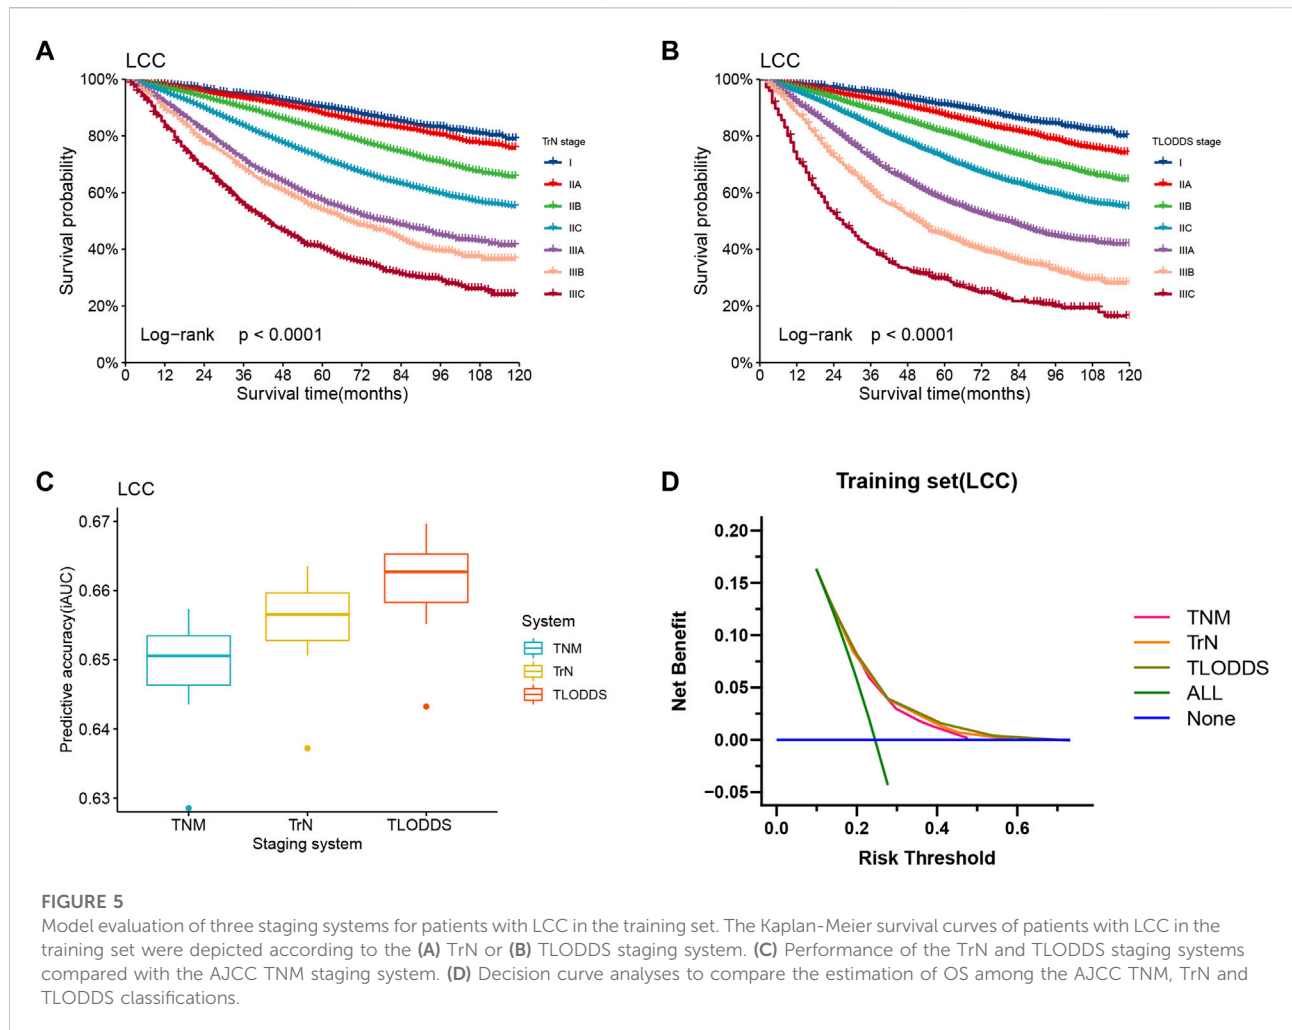 A
LCC
Survival probability
100%
80%
60%
40%
20%
0%
Log−rank p < 0.0001
0 12 24 36 48 60 72 84 96 108 120
Survival time(months)
TrN stage
I
IIA
IIB
IIC
IIIA
IIIB
IIIC
B
LCC
Survival probability
100%
80%
60%
40%
20%
0%
Log−rank p < 0.0001
0 12 24 36 48 60 72 84 96 108 120
Survival time(months)
TLODDS stage
I
IIA
IIB
IIC
IIIA
IIIB
IIIC
C
LCC
Predictive accuracy(iAUC)
0.67
0.66
0.65
0.64
0.63
TNM TrN TLODDS
Staging system
System
TNM
TrN
TLODDS
D
Training set(LCC)
Net Benefit
0.20
0.15
0.10
0.05
0.00
−0.05
0.0 0.2 0.4 0.6
Risk Threshold
TNM
TrN
TLODDS
ALL
None
FIGURE 5
Model evaluation of three staging systems for patients with LCC in the training set. The Kaplan-Meier survival curves of patients with LCC in the
training set were depicted according to the (A) TrN or (B) TLODDS staging system. (C) Performance of the TrN and TLODDS staging systems
compared with the AJCC TNM staging system. (D) Decision curve analyses to compare the estimation of OS among the AJCC TNM, TrN and
TLODDS classifications.